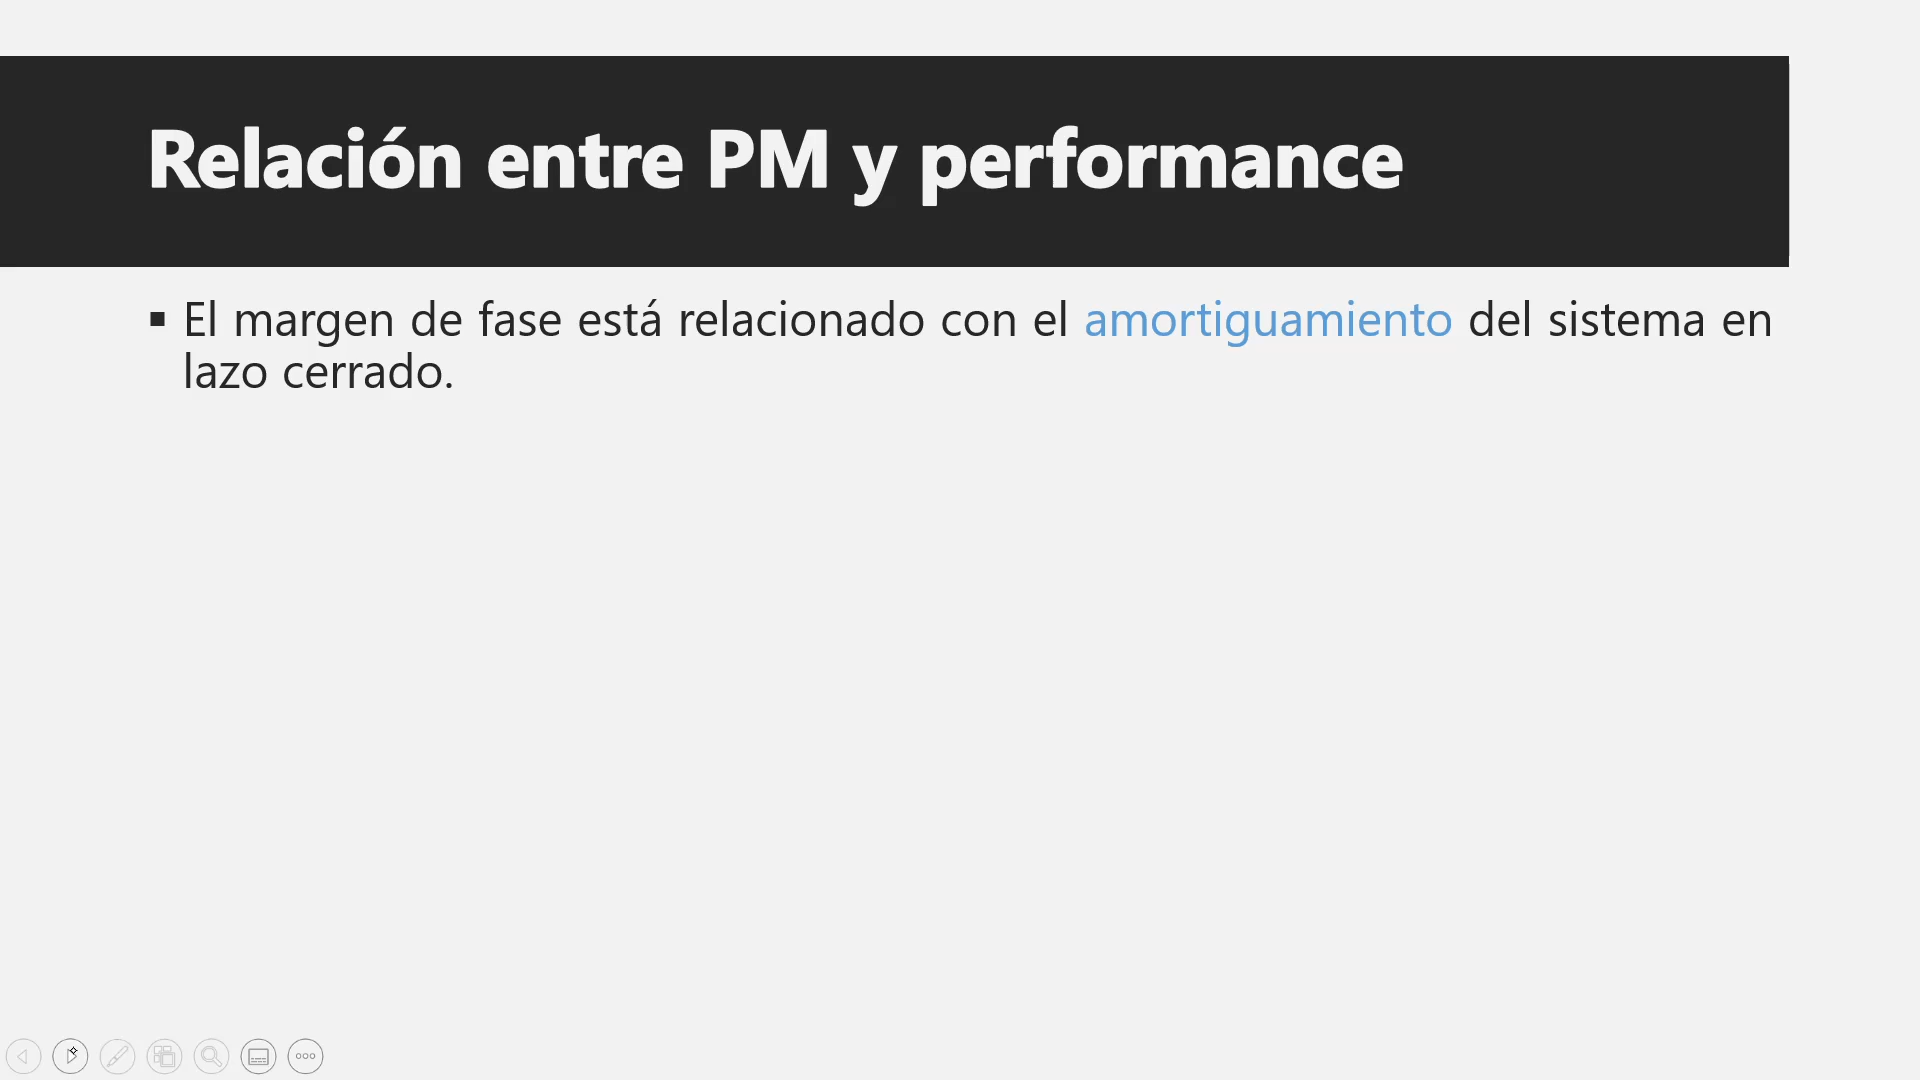 Relación entre PM y performance
▪ El margen de fase está relacionado con el amortiguamiento del sistema en
lazo cerrado.